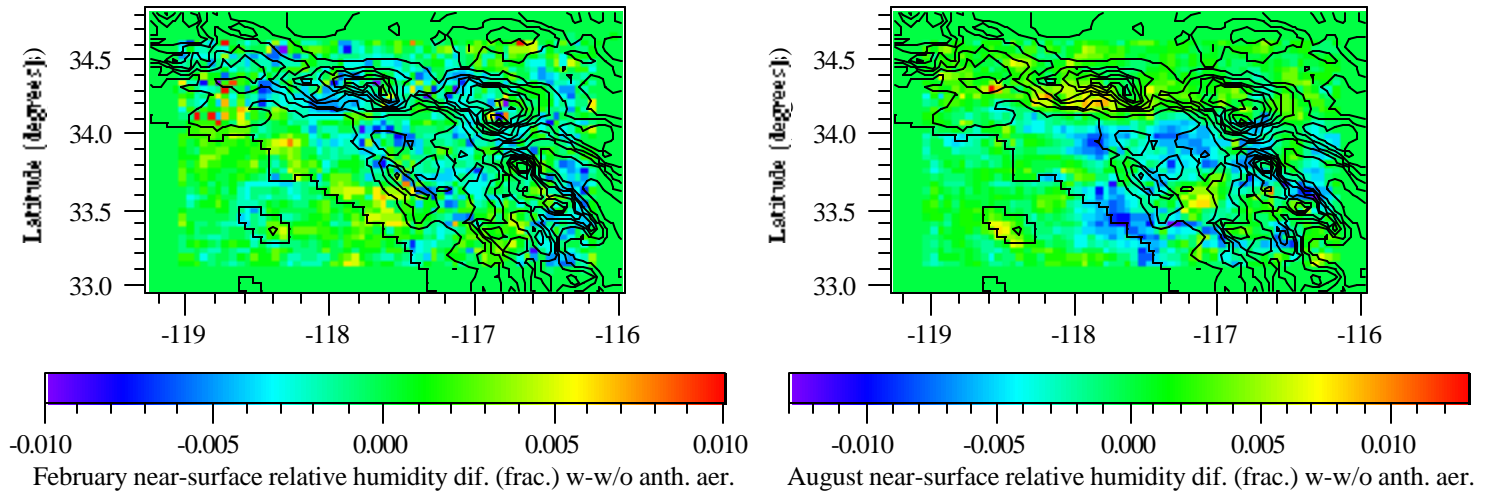 Latitude (degrees)
34.5
34.0
33.5
33.0
-119 -118 -117 -116
-0.010 -0.005 0.000 0.005 0.010
February near-surface relative humidity dif. (frac.) w-w/o anth. aer.
Latitude (degrees)
34.5
34.0
33.5
33.0
-119 -118 -117 -116
-0.010 -0.005 0.000 0.005 0.010
August near-surface relative humidity dif. (frac.) w-w/o anth. aer.